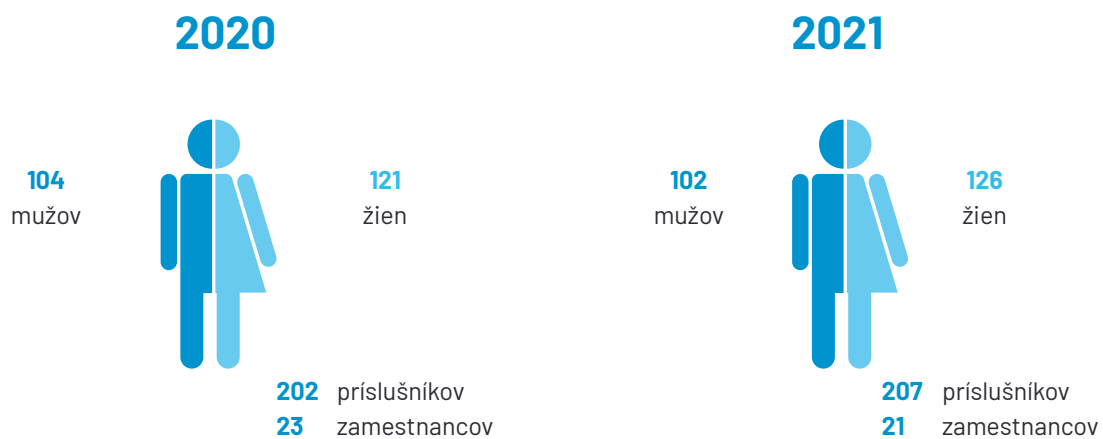 2020
104
mužov
121
žien
202 príslušníkov
23 zamestnancov
2021
102
mužov
126
žien
207 príslušníkov
21 zamestnancov